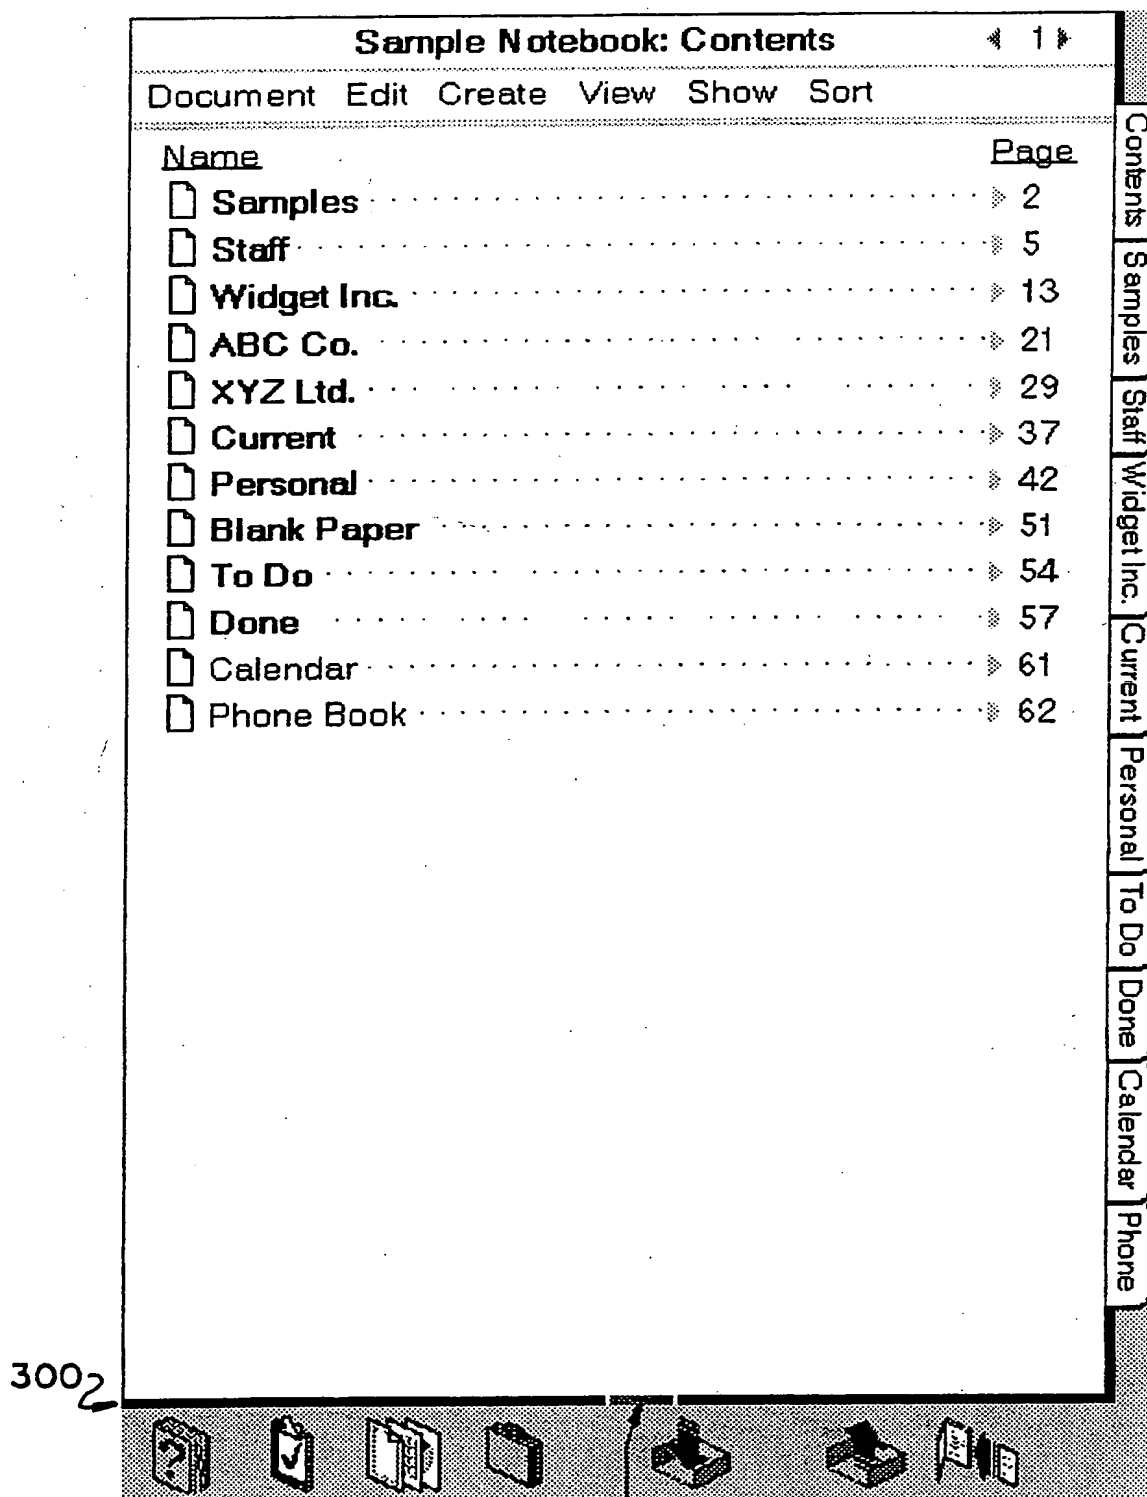 Sample Notebook: Contents 1
Document Edit Create View Show Sort
Name Page
Samples 2
Staff 5
Widget Inc. 13
ABC Co. 21
XYZ Ltd. 29
Current 37
Personal 42
Blank Paper 51
To Do 54
Done 57
Calendar 61
Phone Book 62
Contents
Samples
Staff
Widget Inc.
Current
Personal
To Do
Done
Calendar
Phone
300
?